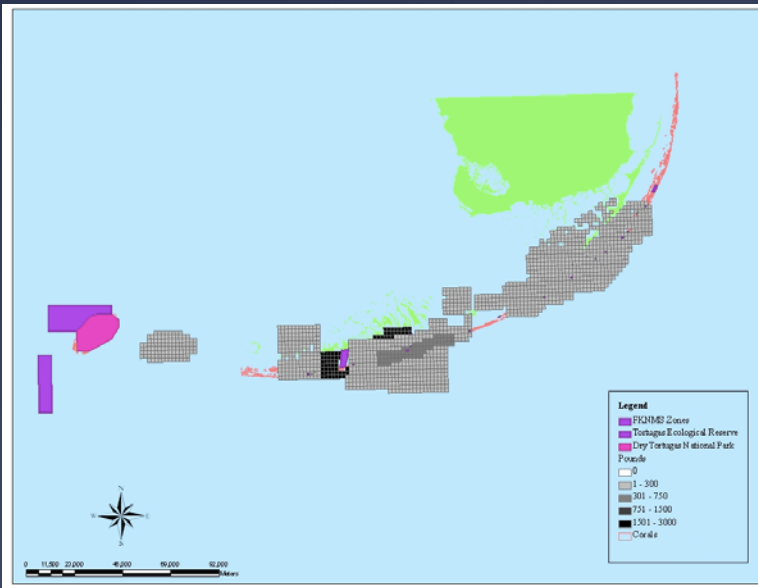 N
W E
S
0 11,500 23,000 46,000 69,000 92,000
Meters
Legend
FKNMS Zones
Tortugas Ecological Reserve
Dry Tortugas National Park
Pounds
0
1 - 300
301 - 750
751 - 1500
1501 - 3000
Corals